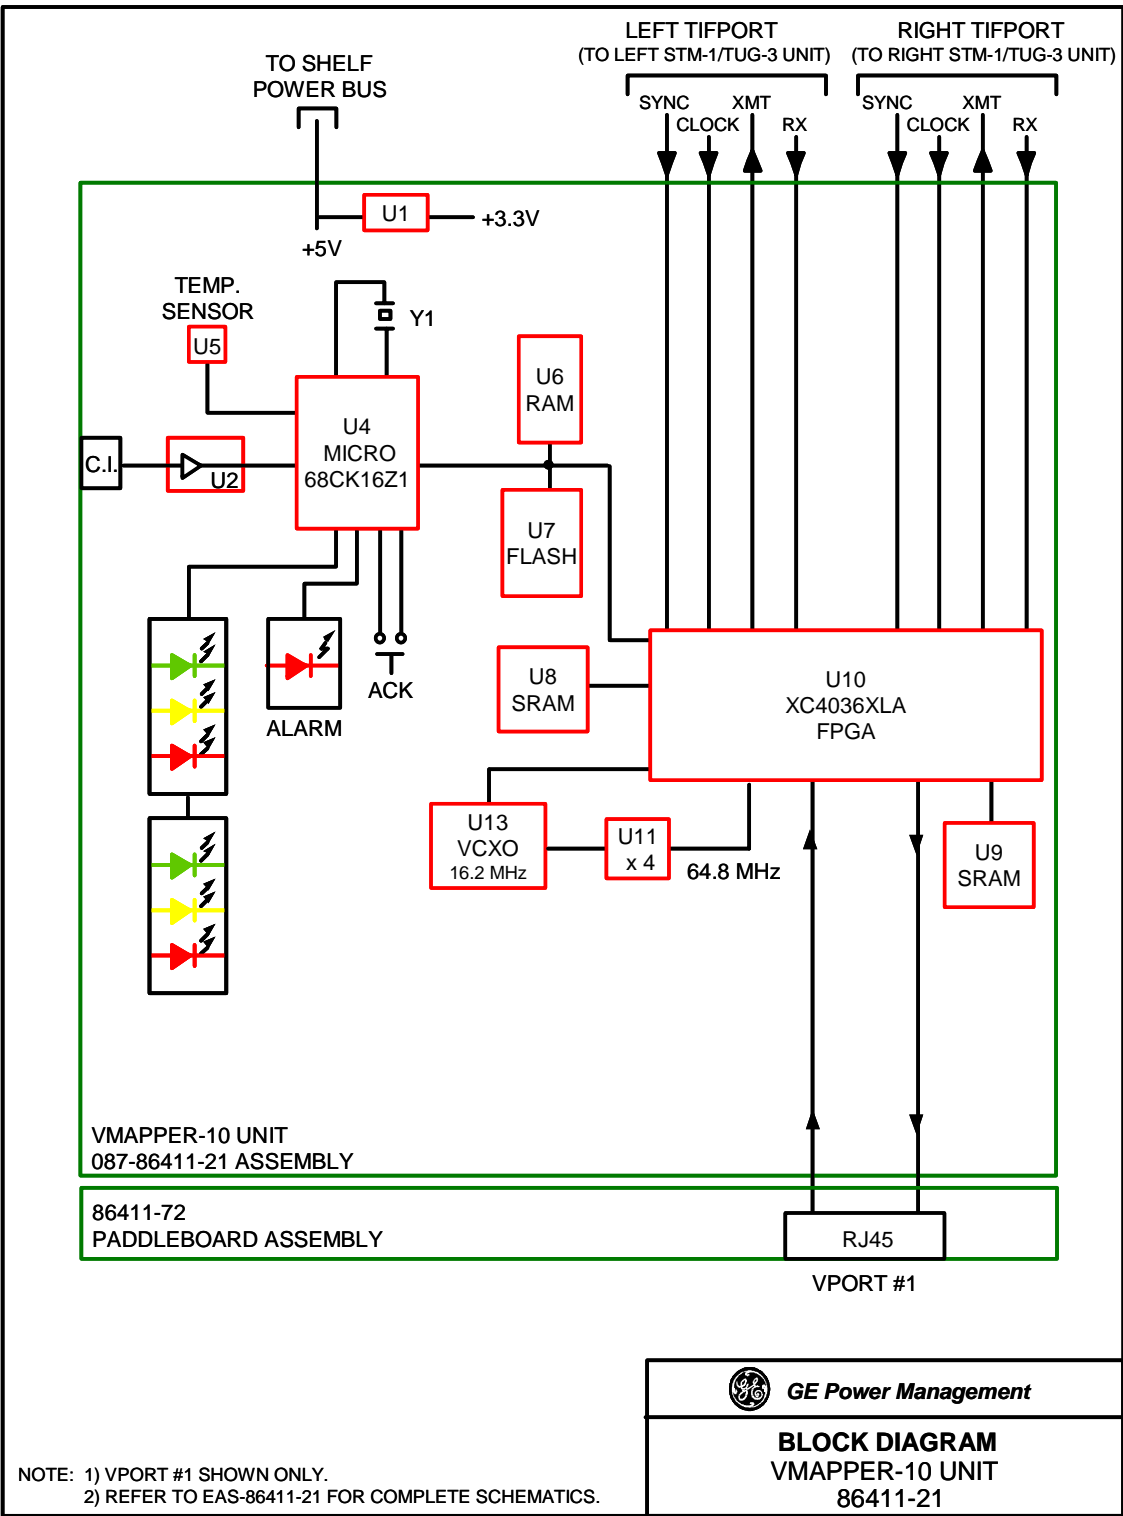 LEFT TIFPORT
(TO LEFT STM-1/TUG-3 UNIT)
RIGHT TIFPORT
(TO RIGHT STM-1/TUG-3 UNIT)
TO SHELF
POWER BUS
SYNC
XMT
CLOCK
RX
SYNC
XMT
CLOCK
RX
U1
+3.3V
+5V
TEMP.
SENSOR
U5
Y1
U6
RAM
U4
MICRO
68CK16Z1
C.I.
U2
U7
FLASH
U8
SRAM
U10
XC4036XLA
FPGA
ACK
ALARM
U13
VCXO
16.2 MHz
U11
x 4
64.8 MHz
U9
SRAM
VMAPPER-10 UNIT
087-86411-21 ASSEMBLY
86411-72
PADDLEBOARD ASSEMBLY
RJ45
VPORT #1
GE
GE Power Management
BLOCK DIAGRAM
VMAPPER-10 UNIT
86411-21
NOTE: 1) VPORT #1 SHOWN ONLY.
2) REFER TO EAS-86411-21 FOR COMPLETE SCHEMATICS.